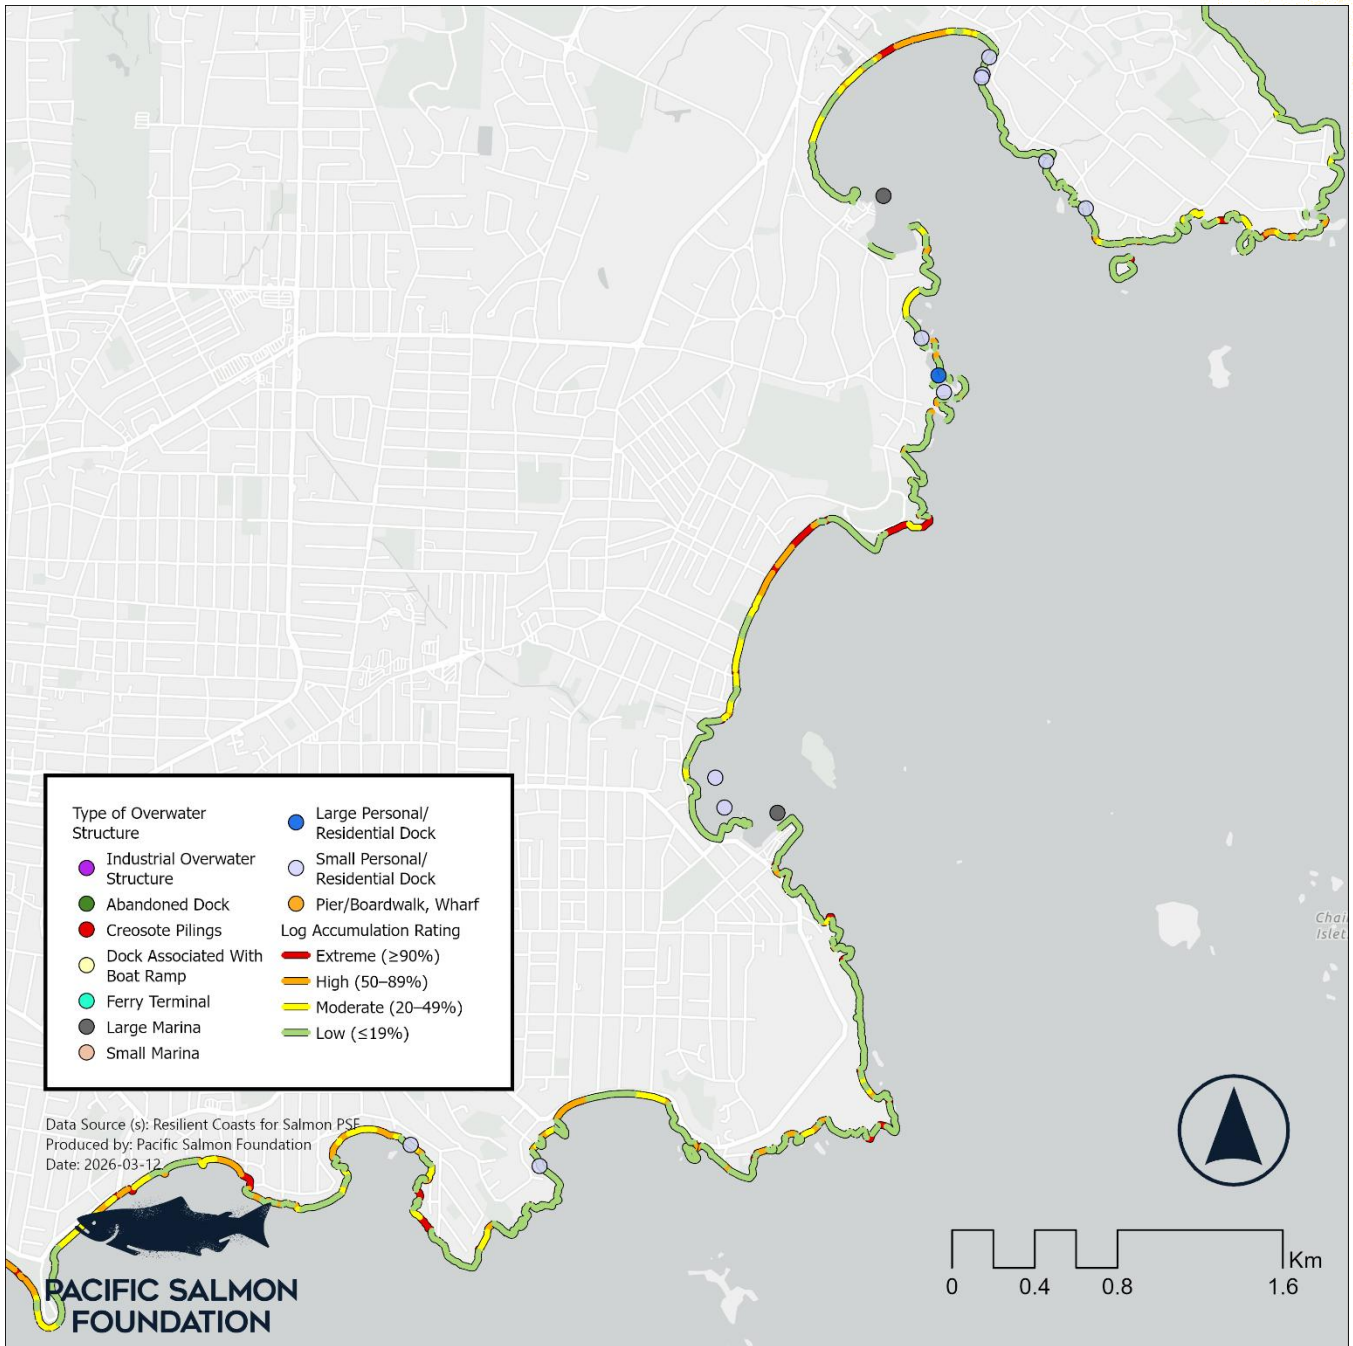 Chai
Islet
Type of Overwater
Structure
Industrial Overwater
Structure
Abandoned Dock
Creosote Pilings
Dock Associated With
Boat Ramp
Ferry Terminal
Large Marina
Small Marina
Large Personal/
Residential Dock
Small Personal/
Residential Dock
Pier/Boardwalk, Wharf
Log Accumulation Rating
Extreme (≥90%)
High (50–89%)
Moderate (20–49%)
Low (≤19%)
Data Source (s): Resilient Coasts for Salmon PSF
Produced by: Pacific Salmon Foundation
Date: 2026-03-12
PACIFIC SALMON
FOUNDATION
Km
0 0.4 0.8 1.6